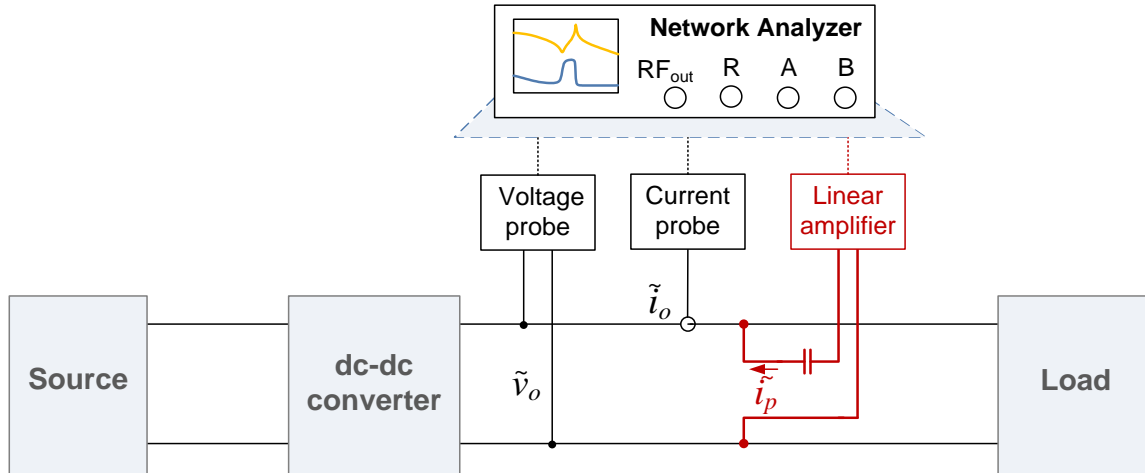 Network Analyzer
RFout R A B
Voltage
probe
Current
probe
Linear
amplifier
ĩo
Source
dc-dc
converter
ṽo
ĩp
Load